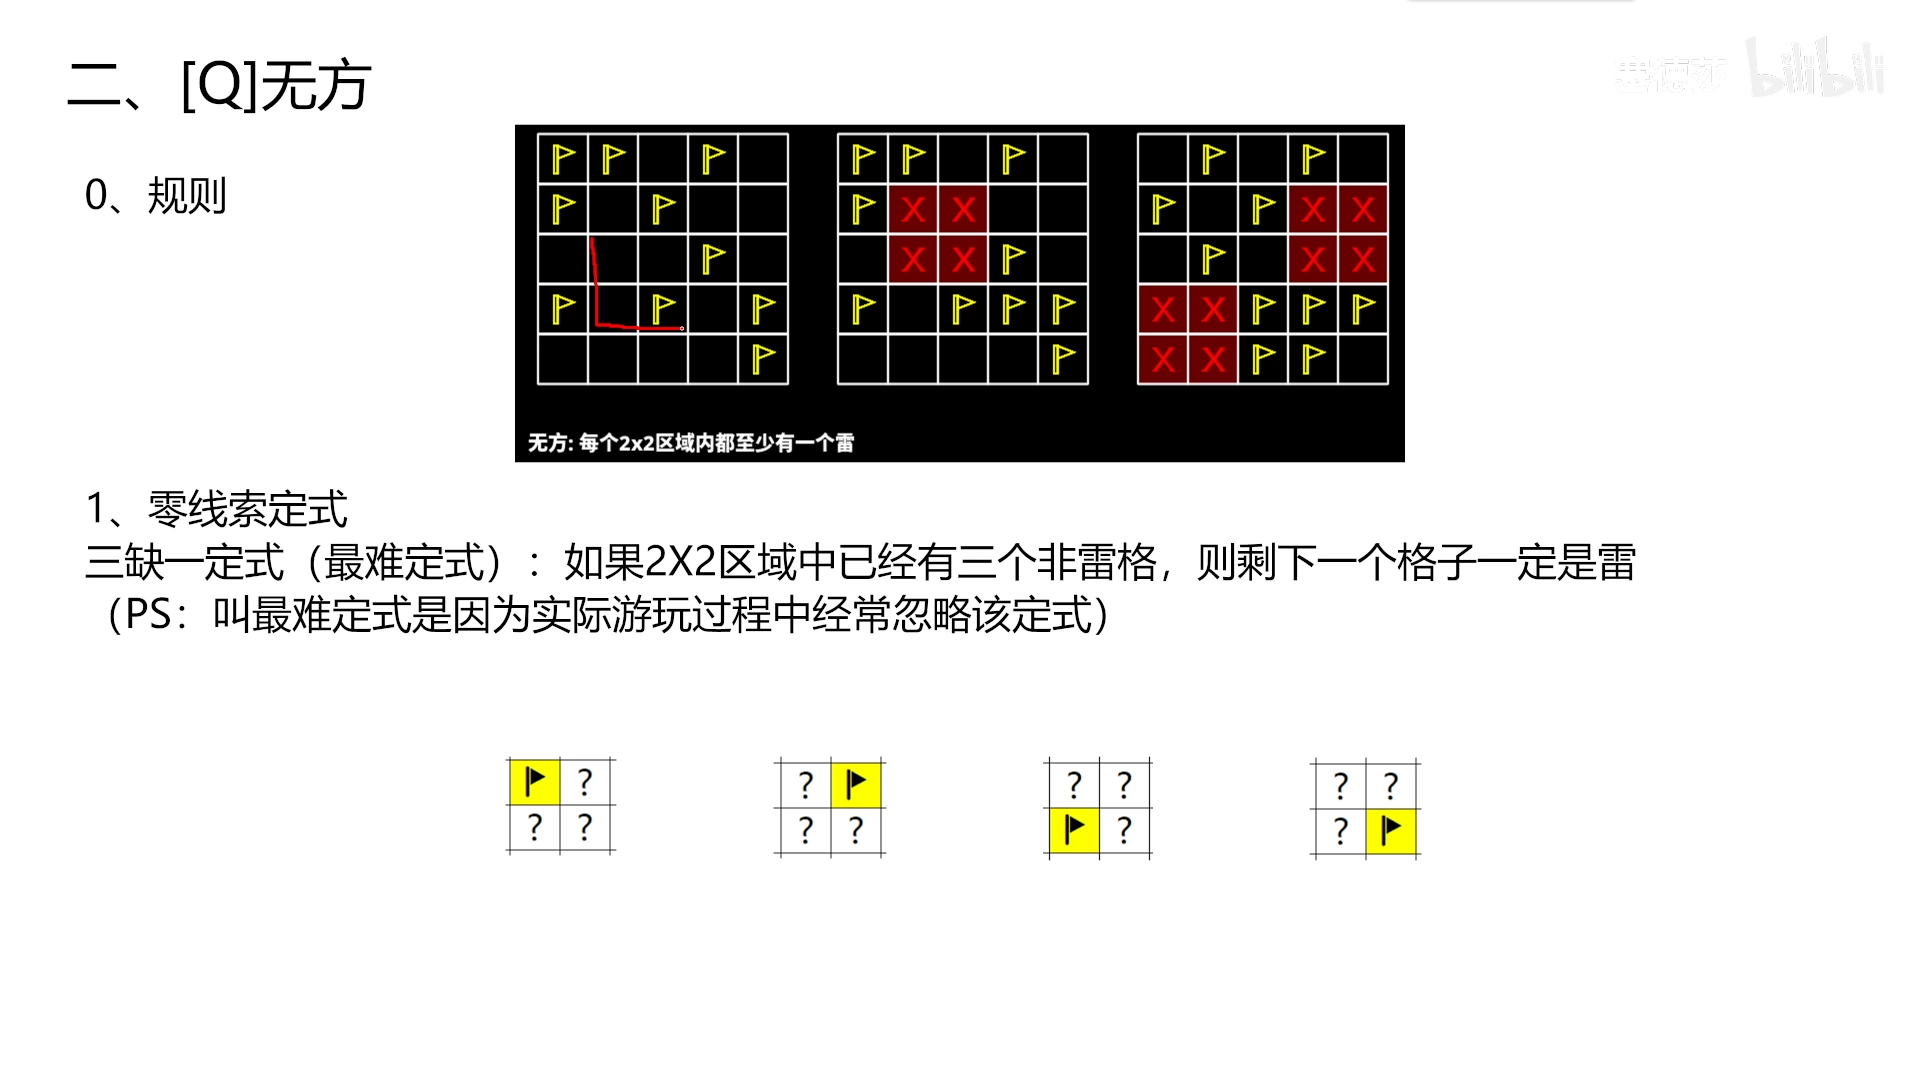 二、[Q]无方
bilibili
0、规则
X X
X X
X X
X X
X X
X X
无方: 每个2x2区域内都至少有一个雷
1、零线索定式
三缺一定式（最难定式）：如果2X2区域中已经有三个非雷格，则剩下一个格子一定是雷
（PS：叫最难定式是因为实际游玩过程中经常忽略该定式）
? ? ? ? ? ?
? ? ? ? ? ?